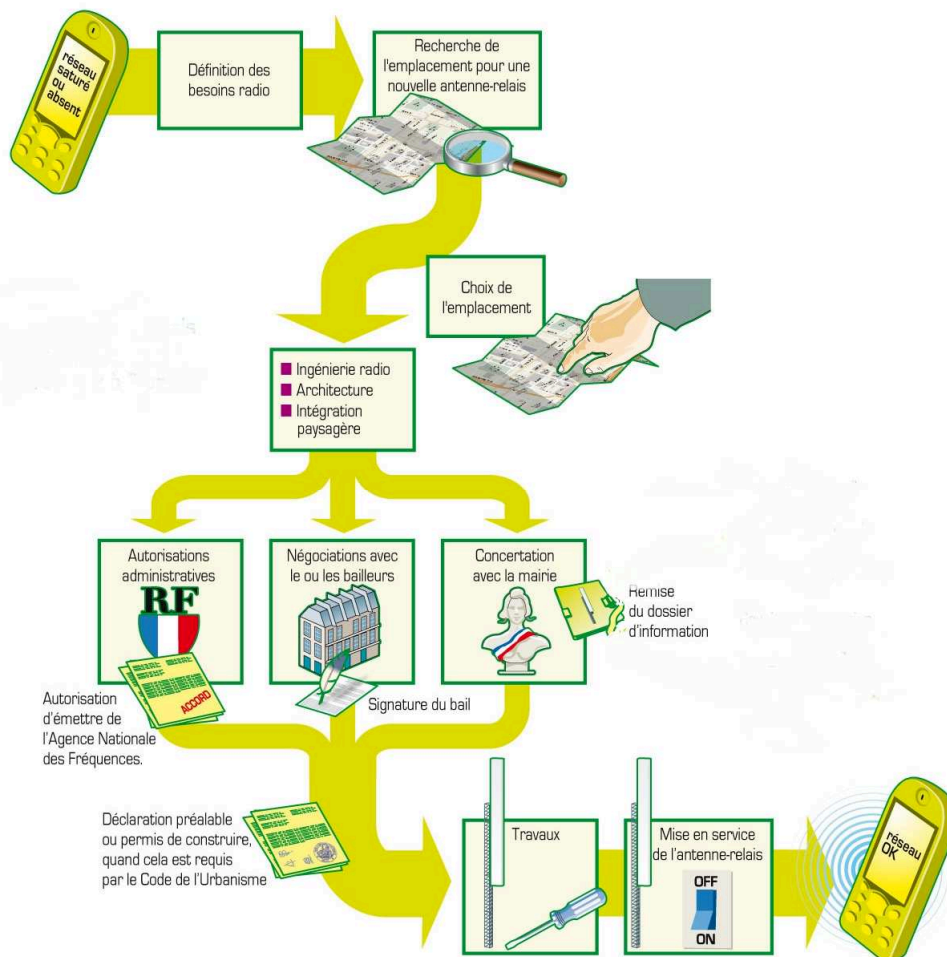 réseau
saturé
ou
absent
Définition des
besoins radio
Recherche de
l'emplacement pour une
nouvelle antenne-relais
Choix de
l'emplacement
Ingénierie radio
Architecture
Intégration
paysagère
Autorisations
administratives
RF
ACCORD
Autorisation
d'émettre de
l'Agence Nationale
des Fréquences.
Négociations avec
le ou les bailleurs
Signature du bail
Concertation
avec la mairie
Remise
du dossier
d'information
Déclaration préalable
ou permis de construire,
quand cela est requis
par le Code de l'Urbanisme
Travaux
Mise en service
de l'antenne-relais
OFF
ON
réseau
OK